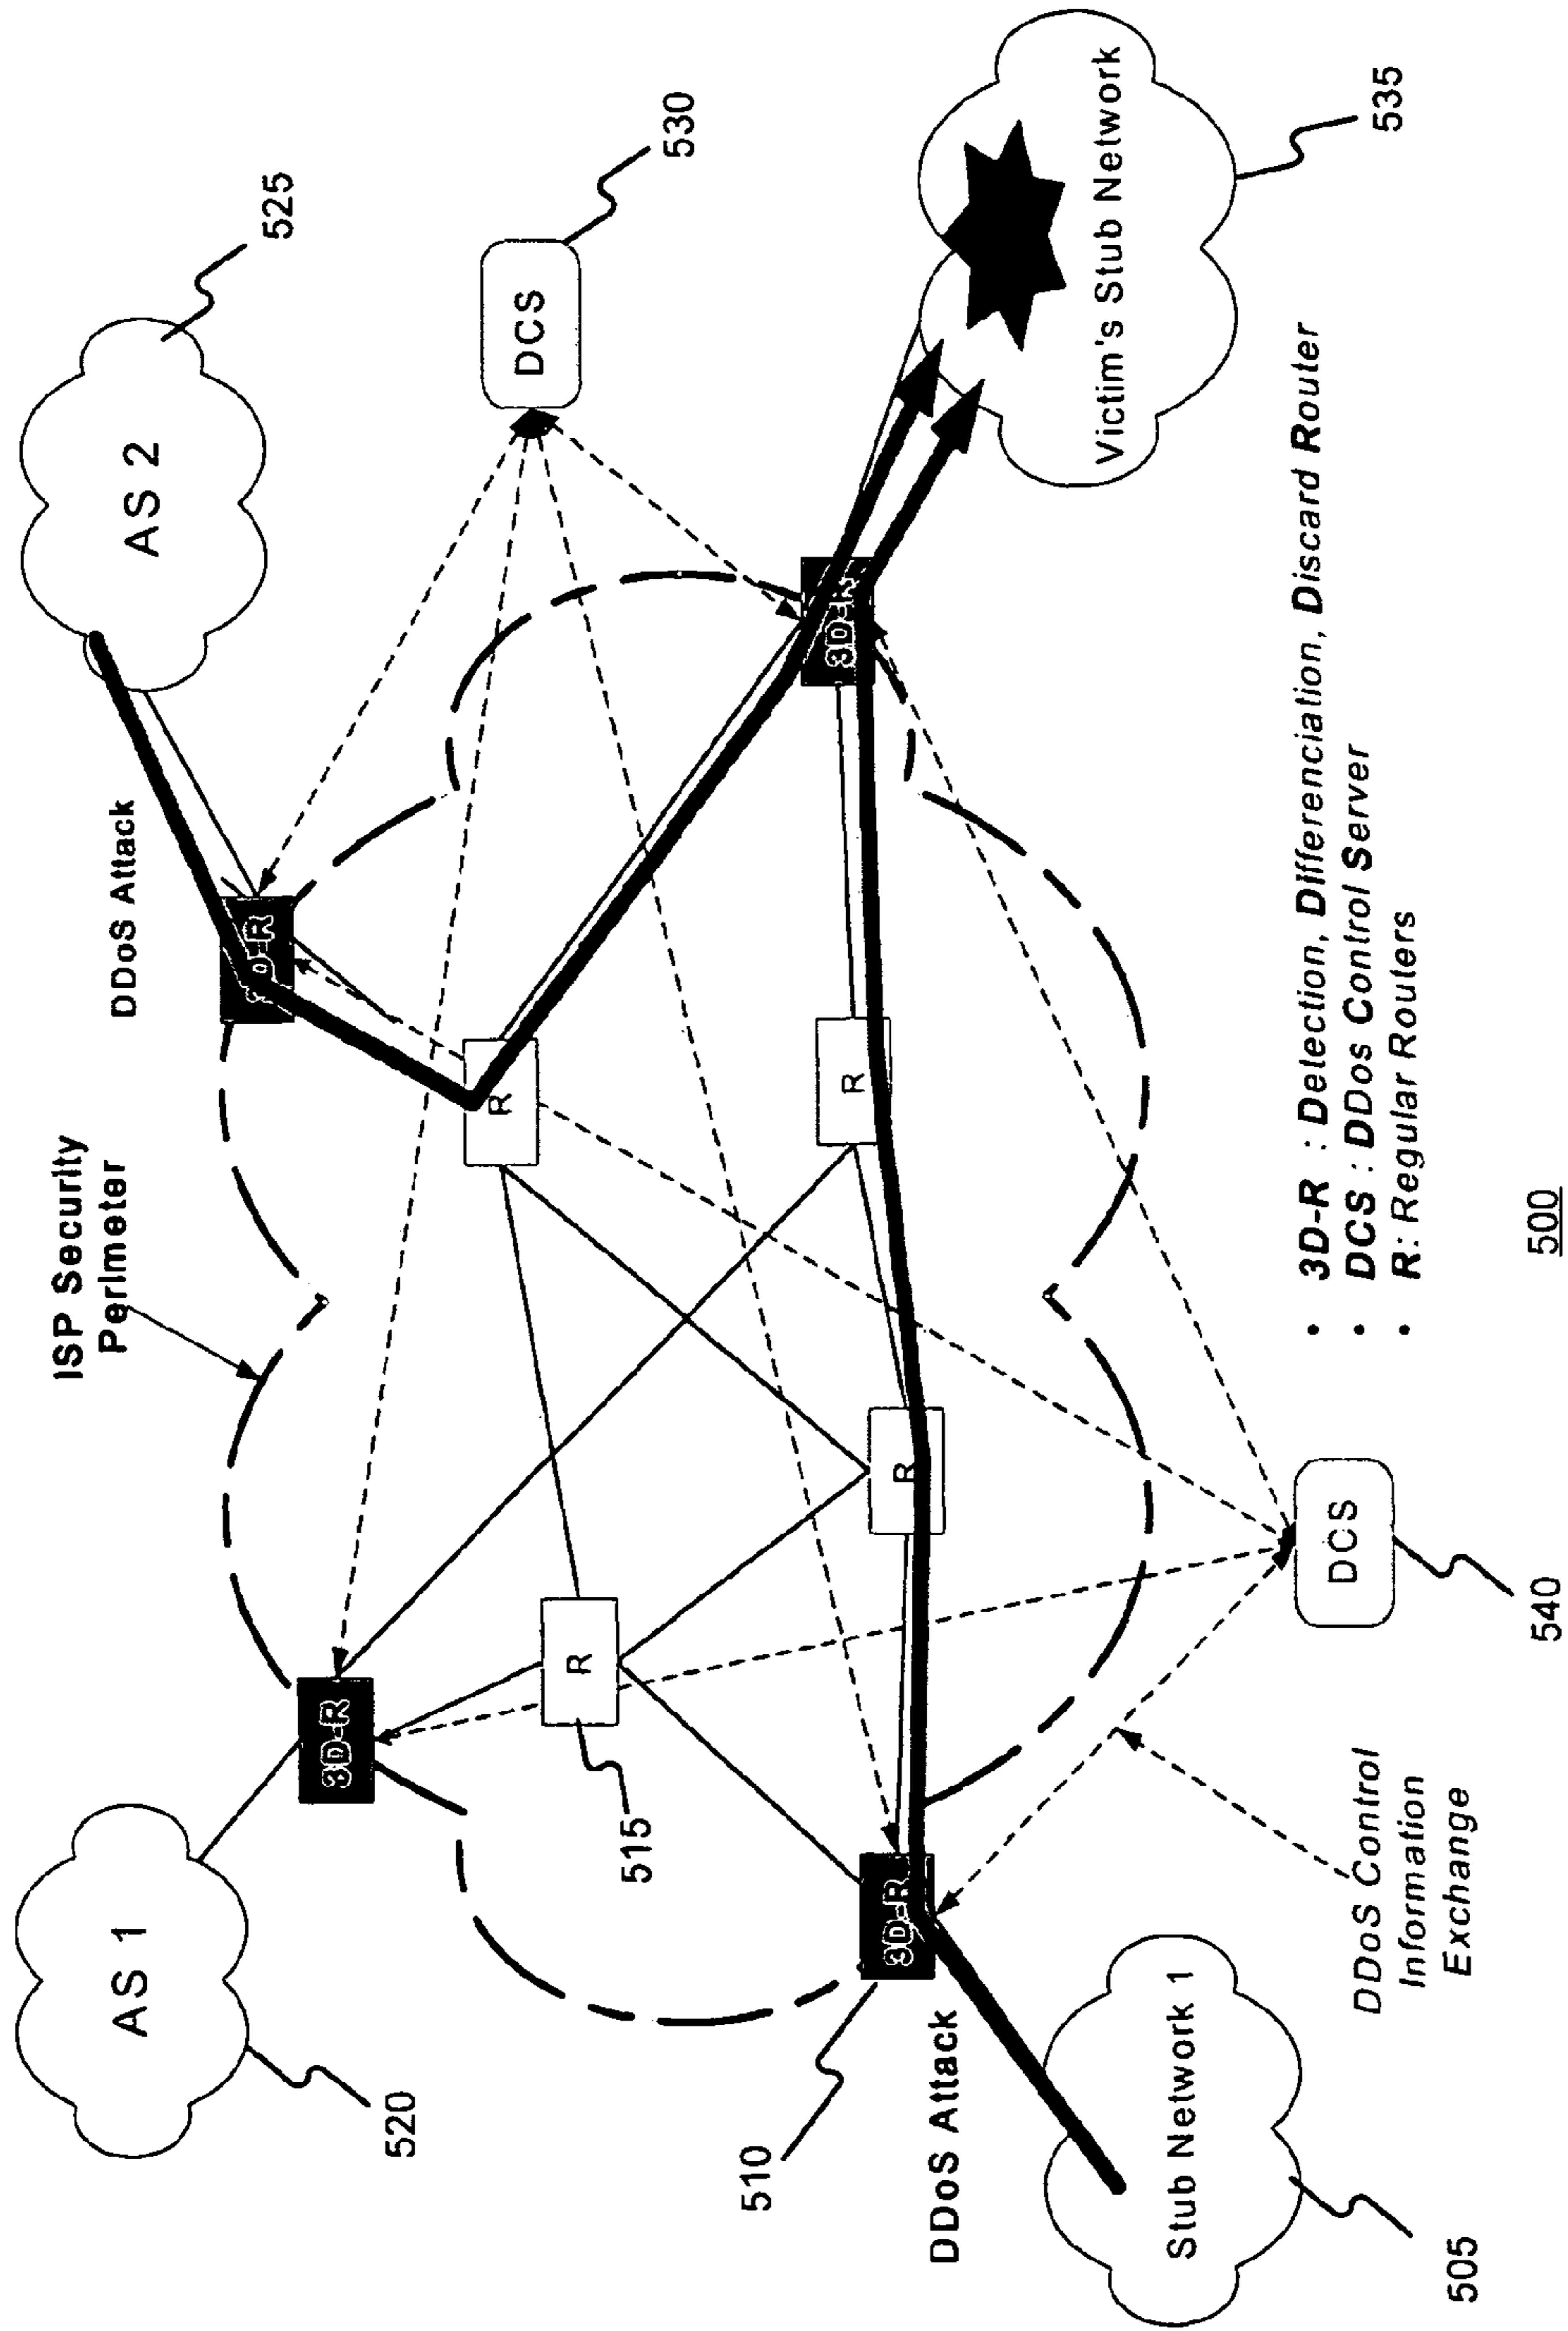 AS 1
520
ISP Security
Perimeter
DDoS Attack
AS 2
525
3D-R
3D-R
R
515
R
DCS
530
510
3D-R
R
R
3D-R
DDoS Attack
Stub Network 1
505
DDoS Control
Information
Exchange
DCS
540
Victim's Stub Network
535
• 3D-R : Detection, Differenciation, Discard Router
• DCS : DDos Control Server
• R: Regular Routers
500